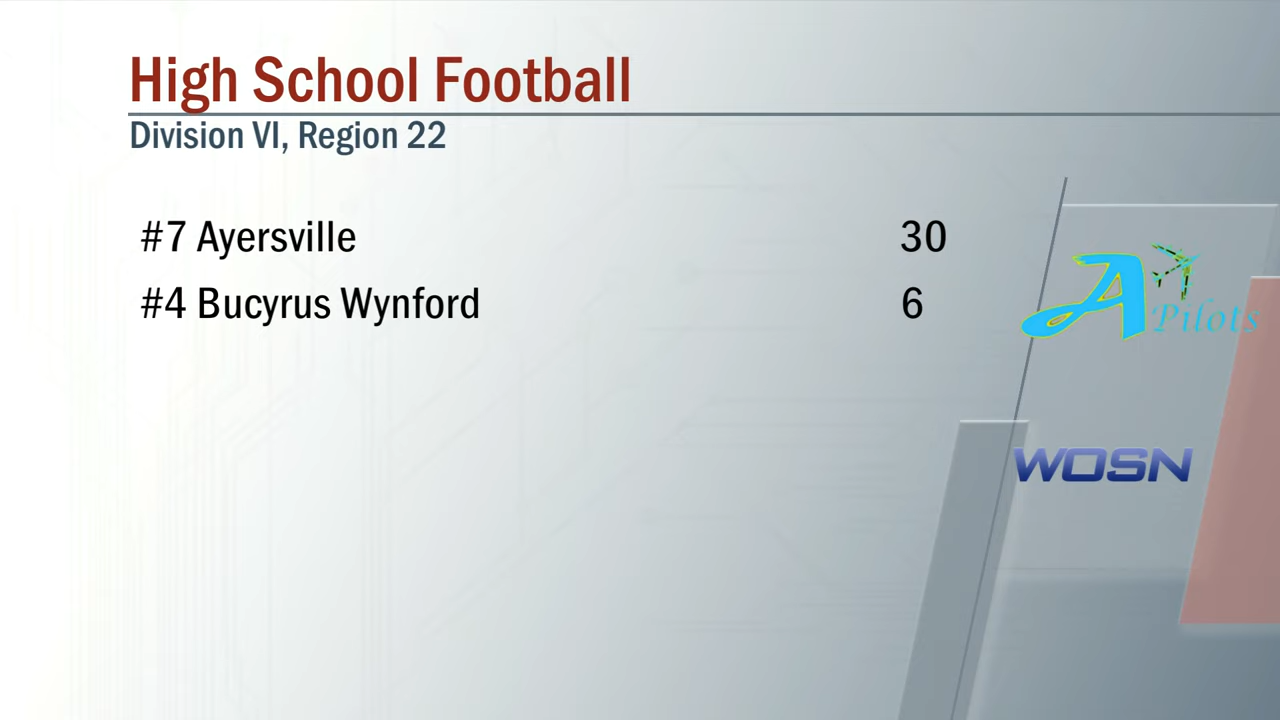 High School Football
Division VI, Region 22
#7 Ayersville 30
#4 Bucyrus Wynford 6
A Pilots
WOSN